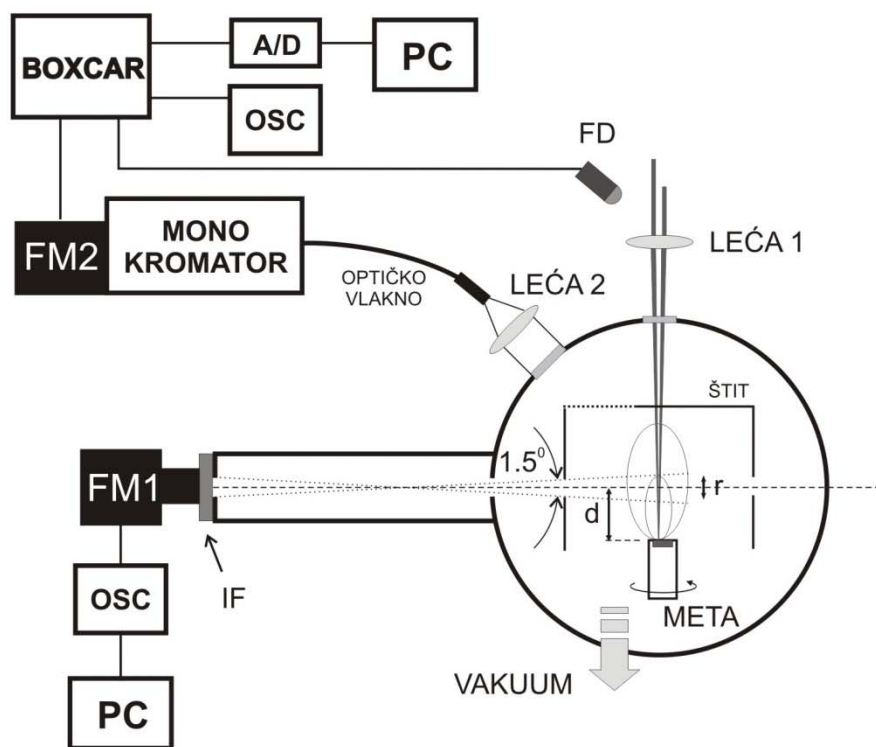 BOXCAR
A/D
PC
OSC
FD
FM2
MONO
KROMATOR
OPTIČKO
VLAKNO
LEĆA 2
LEĆA 1
ŠTIT
FM1
1.5⁰
r
d
OSC
IF
META
PC
VAKUUM